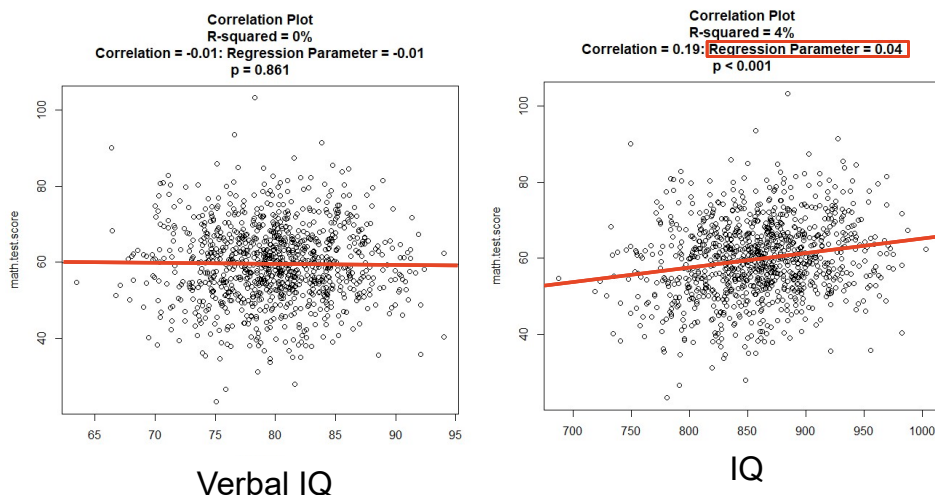 Correlation Plot
R-squared = 0%
Correlation = -0.01: Regression Parameter = -0.01
p = 0.861
math.test.score
100
80
60
40
65 70 75 80 85 90 95
Verbal IQ
Correlation Plot
R-squared = 4%
Correlation = 0.19: Regression Parameter = 0.04
p < 0.001
math.test.score
100
80
60
40
700 750 800 850 900 950 1000
IQ